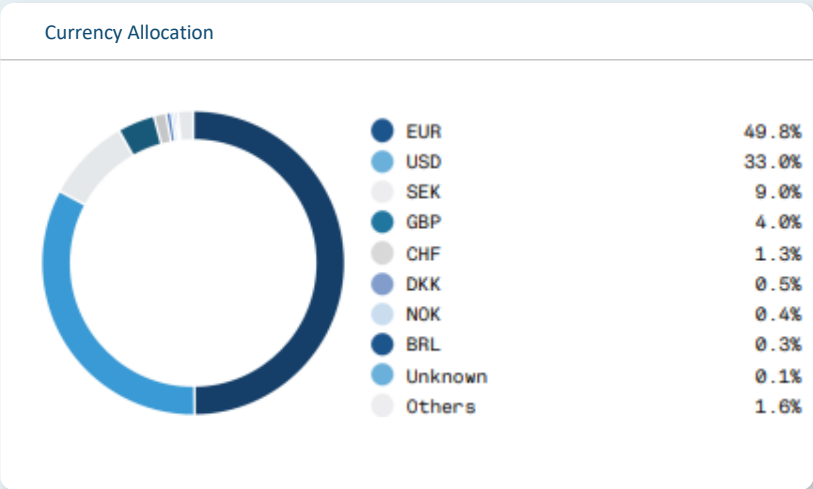 Currency Allocation
EUR 49.8%
USD 33.0%
SEK 9.0%
GBP 4.0%
CHF 1.3%
DKK 0.5%
NOK 0.4%
BRL 0.3%
Unknown 0.1%
Others 1.6%